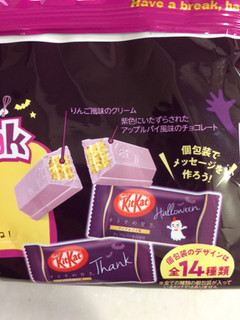 Have a break, ha
りんご風味のクリーム
紫色にいたずらされた
アップルパイ風味のチョコレート
個包装で
メッセージを
作ろう!
KitKat
Halloween
KitKat
Thank
個包装のデザインは
全14種類